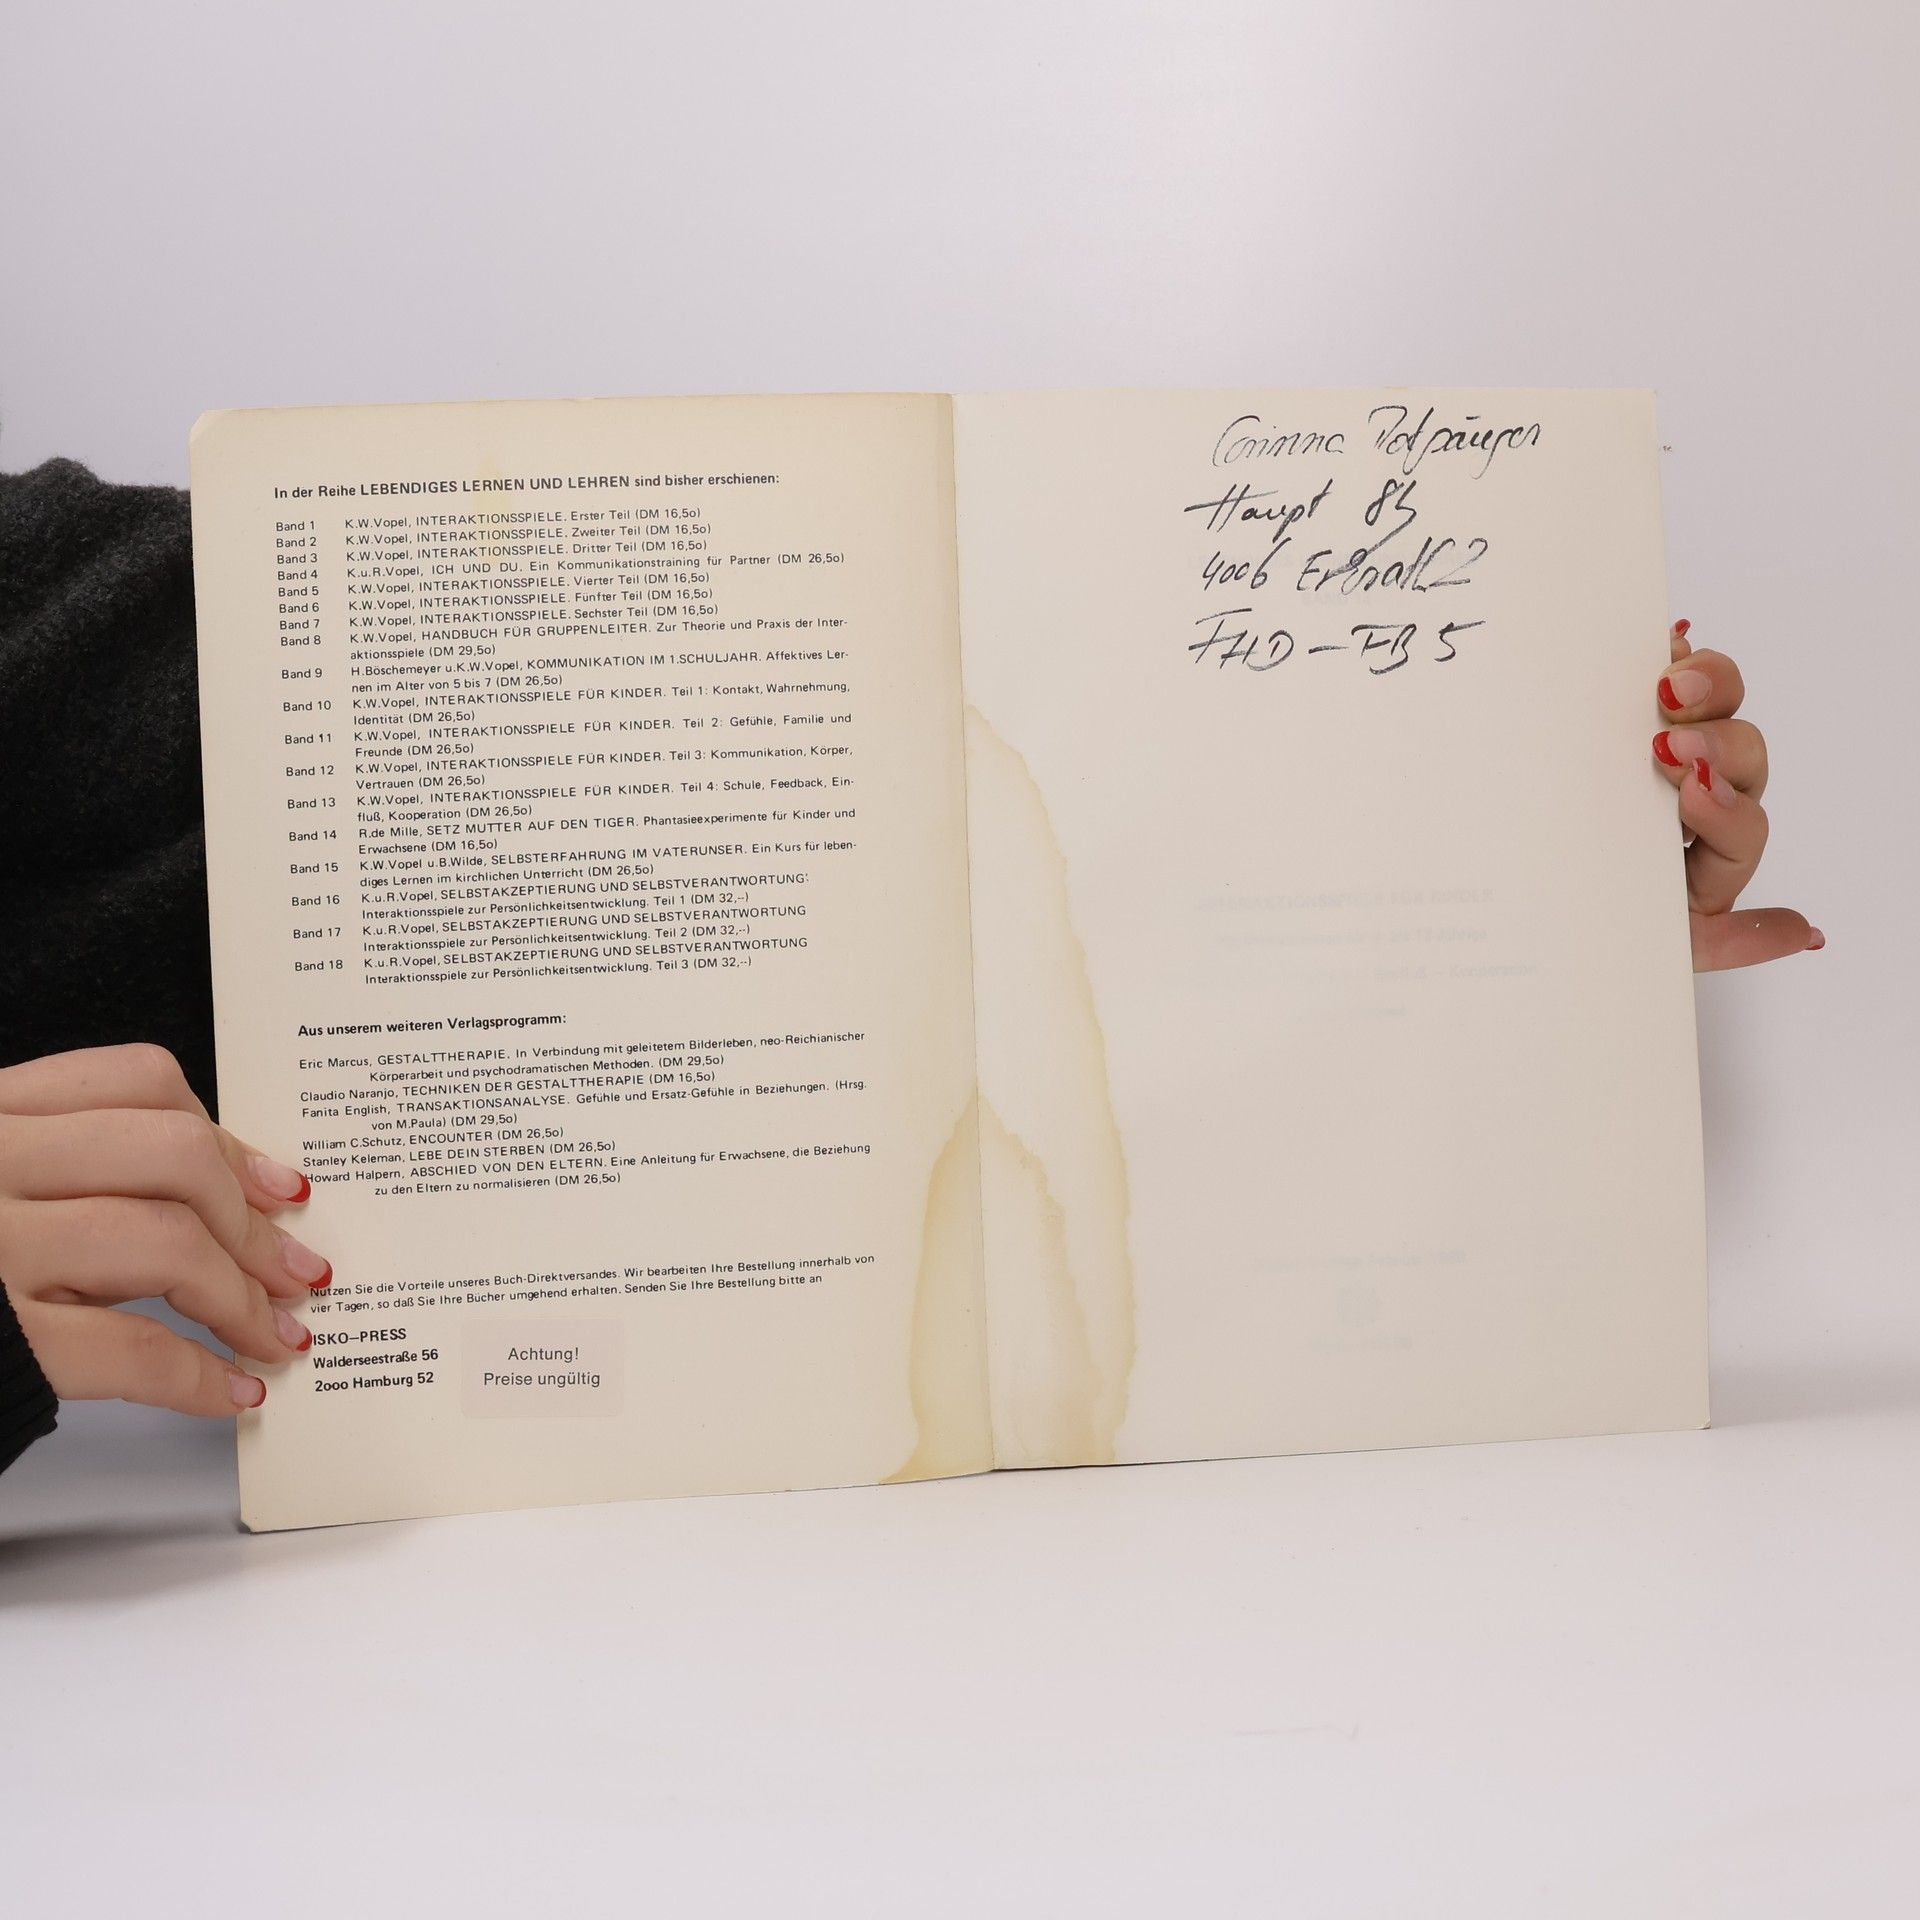 In der Reihe LEBENDIGES LERNEN UND LEHREN sind bisher erschienen:
Band 1 K.W.Vopel, INTERAKTIONSSPIELE. Erster Teil (DM 16,5o)
Band 2 K.W.Vopel, INTERAKTIONSSPIELE. Zweiter Teil (DM 16,5o)
Band 3 K.W.Vopel, INTERAKTIONSSPIELE. Dritter Teil (DM 16,5o)
Band 4 K.u.R.Vopel, ICH UND DU. Ein Kommunikationstraining für Partner (DM 26,5o)
Band 5 K.W.Vopel, INTERAKTIONSSPIELE. Vierter Teil (DM 16,5o)
Band 6 K.W.Vopel, INTERAKTIONSSPIELE. Fünfter Teil (DM 16,5o)
Band 7 K.W.Vopel, INTERAKTIONSSPIELE. Sechster Teil (DM 16,5o)
Band 8 K.W.Vopel, HANDBUCH FÜR GRUPPENLEITER. Zur Theorie und Praxis der Inter-
aktionsspiele (DM 29,5o)
Band 9 H.Böschemeyer u.K.W.Vopel, KOMMUNIKATION IM 1.SCHULJAHR. Affektives Ler-
nen im Alter von 5 bis 7 (DM 26,5o)
Band 10 K.W.Vopel, INTERAKTIONSSPIELE FÜR KINDER. Teil 1: Kontakt, Wahrnehmung,
Identität (DM 26,5o)
Band 11 K.W.Vopel, INTERAKTIONSSPIELE FÜR KINDER. Teil 2: Gefühle, Familie und
Freunde (DM 26,5o)
Band 12 K.W.Vopel, INTERAKTIONSSPIELE FÜR KINDER. Teil 3: Kommunikation, Körper,
Vertrauen (DM 26,5o)
Band 13 K.W.Vopel, INTERAKTIONSSPIELE FÜR KINDER. Teil 4: Schule, Feedback, Ein-
fluß, Kooperation (DM 26,5o)
Band 14 R.de Mille, SETZ MUTTER AUF DEN TIGER. Phantasieexperimente für Kinder und
Erwachsene (DM 16,5o)
Band 15 K.W.Vopel u.B.Wilde, SELBSTERFAHRUNG IM VATERUNSER. Ein Kurs für leben-
diges Lernen im kirchlichen Unterricht (DM 26,5o)
Band 16 K.u.R.Vopel, SELBSTAKZEPTIERUNG UND SELBSTVERANTWORTUNG:
Interaktionsspiele zur Persönlichkeitsentwicklung. Teil 1 (DM 32,--)
Band 17 K.u.R.Vopel, SELBSTAKZEPTIERUNG UND SELBSTVERANTWORTUNG
Interaktionsspiele zur Persönlichkeitsentwicklung. Teil 2 (DM 32,--)
Band 18 K.u.R.Vopel, SELBSTAKZEPTIERUNG UND SELBSTVERANTWORTUNG
Interaktionsspiele zur Persönlichkeitsentwicklung. Teil 3 (DM 32,--)
Aus unserem weiteren Verlagsprogramm:
Eric Marcus, GESTALTTHERAPIE. In Verbindung mit geleitetem Bilderleben, neo-Reichianischer
Körperarbeit und psychodramatischen Methoden. (DM 29,5o)
Claudio Naranjo, TECHNIKEN DER GESTALTTHERAPIE (DM 16,5o)
Fanita English, TRANSAKTIONSANALYSE. Gefühle und Ersatz-Gefühle in Beziehungen. (Hrsg.
von M.Paula) (DM 29,5o)
William C.Schutz, ENCOUNTER (DM 26,5o)
Stanley Keleman, LEBE DEIN STERBEN (DM 26,5o)
Howard Halpern, ABSCHIED VON DEN ELTERN. Eine Anleitung für Erwachsene, die Beziehung
zu den Eltern zu normalisieren (DM 26,5o)
Nutzen Sie die Vorteile unseres Buch-Direktversandes. Wir bearbeiten Ihre Bestellung innerhalb von
vier Tagen, so daß Sie Ihre Bücher umgehend erhalten. Senden Sie Ihre Bestellung bitte an
ISKO–PRESS
Walderseestraße 56
2ooo Hamburg 52
Achtung!
Preise ungültig
Corinna
Haupt
4006 2
FHD – FB 5